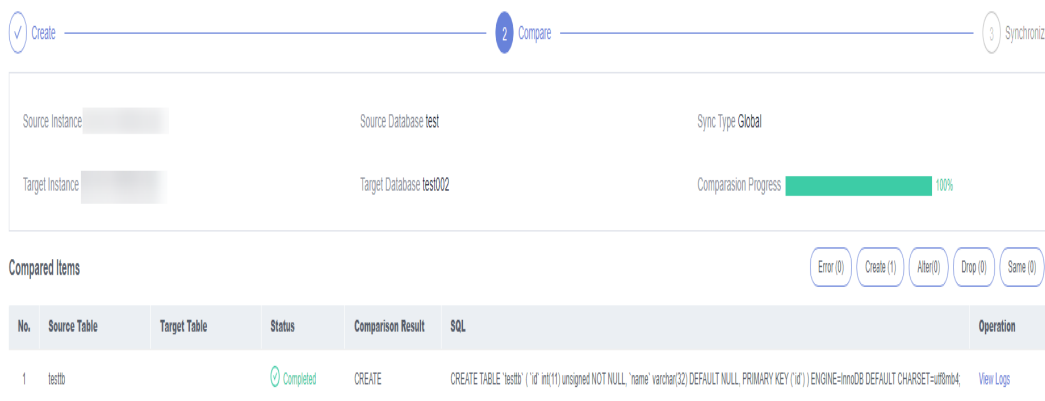 Create 2 Compare 3 Synchroniz
Source Instance Source Database test Sync Type Global
Target Instance Target Database test002 Comparasion Progress 100%
Compared Items Error (0) Create (1) Alter(0) Drop (0) Same (0)
No. Source Table Target Table Status Comparison Result SQL Operation
1 testtb Completed CREATE CREATE TABLE `testtb` ( `id` int(11) unsigned NOT NULL, `name` varchar(32) DEFAULT NULL, PRIMARY KEY (`id`) ) ENGINE=InnoDB DEFAULT CHARSET=utf8mb4; View Logs